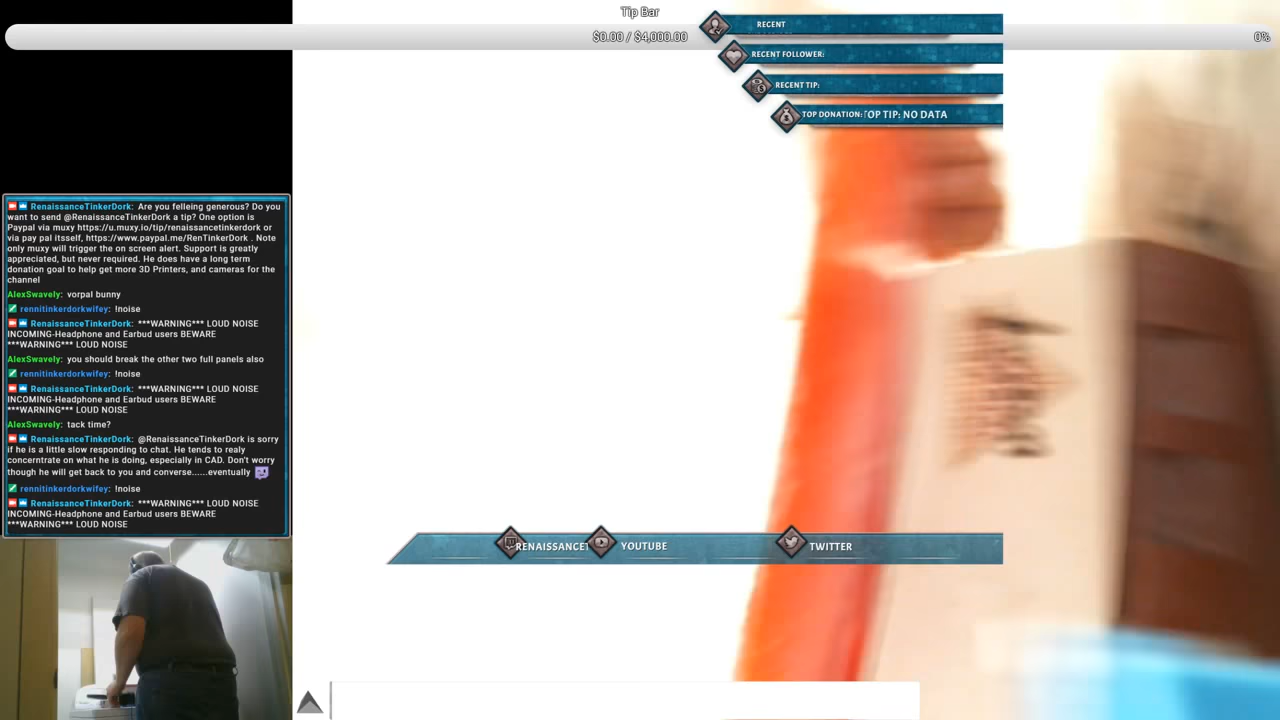 Tip Bar
$0.00 / $4,000.00
0%
RECENT
RECENT FOLLOWER:
RECENT TIP:
TOP DONATION: OP TIP: NO DATA
RenaissanceTinkerDork: Are you felleing generous? Do you
want to send @RenaissanceTinkerDork a tip? One option is
Paypal via muxy https://u.muxy.io/tip/renaissancetinkerdork or
via pay pal itsself, https://www.paypal.me/RenTinkerDork . Note
only muxy will trigger the on screen alert. Support is greatly
appreciated, but never required. He does have a long term
donation goal to help get more 3D Printers, and cameras for the
channel
AlexSwavely: vorpal bunny
rennitinkerdorkwifey: !noise
RenaissanceTinkerDork: ***WARNING*** LOUD NOISE
INCOMING-Headphone and Earbud users BEWARE
***WARNING*** LOUD NOISE
AlexSwavely: you should break the other two full panels also
rennitinkerdorkwifey: !noise
RenaissanceTinkerDork: ***WARNING*** LOUD NOISE
INCOMING-Headphone and Earbud users BEWARE
***WARNING*** LOUD NOISE
AlexSwavely: tack time?
RenaissanceTinkerDork: @RenaissanceTinkerDork is sorry
if he is a little slow responding to chat. He tends to realy
concerntrate on what he is doing, especially in CAD. Don't worry
though he will get back to you and converse......eventually
rennitinkerdorkwifey: !noise
RenaissanceTinkerDork: ***WARNING*** LOUD NOISE
INCOMING-Headphone and Earbud users BEWARE
***WARNING*** LOUD NOISE
RENAISSANCET
YOUTUBE
TWITTER